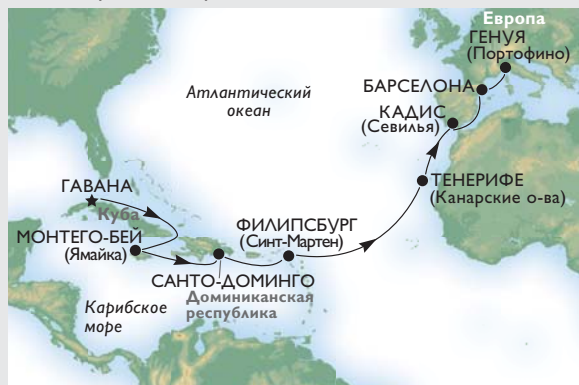 Европа
ГЕНУЯ
(Портофино)
БАРСЕЛОНА
Атлантический
океан
КАДИС
(Севилья)
ТЕНЕРИФЕ
(Канарские о-ва)
ГАВАНА
Куба
МОНТЕГО-БЕЙ
(Ямайка)
ФИЛИПСБУРГ
(Синт-Мартен)
САНТО-ДОМИНГО
Доминиканская
республика
Карибское
море